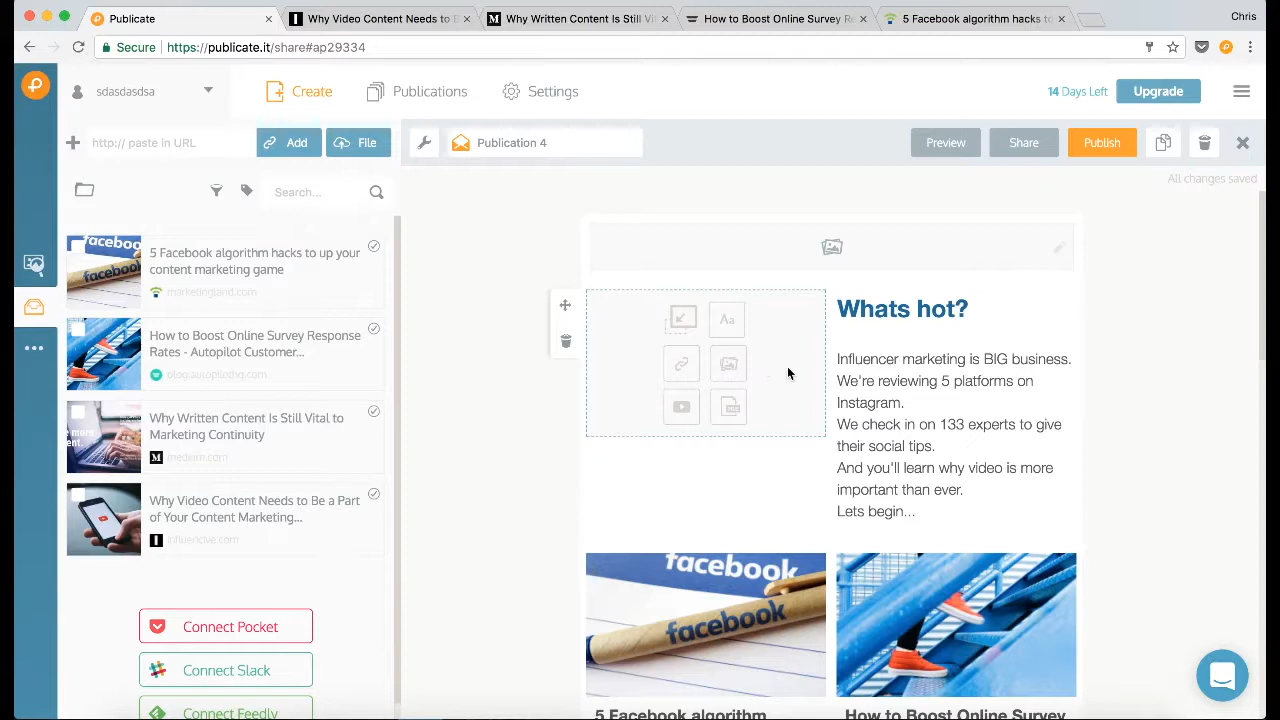 Publicate
Why Video Content Needs to B
Why Written Content Is Still Vi
How to Boost Online Survey Re
5 Facebook algorithm hacks to
Chris
Secure
https://publicate.it/share#ap29334
sdasdasdsa
Create
Publications
Settings
14 Days Left
Upgrade
http:// paste in URL
Add
File
Publication 4
Preview
Share
Publish
All changes saved
Search...
5 Facebook algorithm hacks to up your
content marketing game
marketingland.com
How to Boost Online Survey Response
Rates - Autopilot Customer...
blog.autopilothq.com
Why Written Content Is Still Vital to
Marketing Continuity
medium.com
Why Video Content Needs to Be a Part
of Your Content Marketing...
influencive.com
Connect Pocket
Connect Slack
Connect Feedly
Aa
Whats hot?
Influencer marketing is BIG business.
We're reviewing 5 platforms on
Instagram.
We check in on 133 experts to give
their social tips.
And you'll learn why video is more
important than ever.
Lets begin...
facebook
facebook
5 Facebook algorithm
How to Boost Online Survey